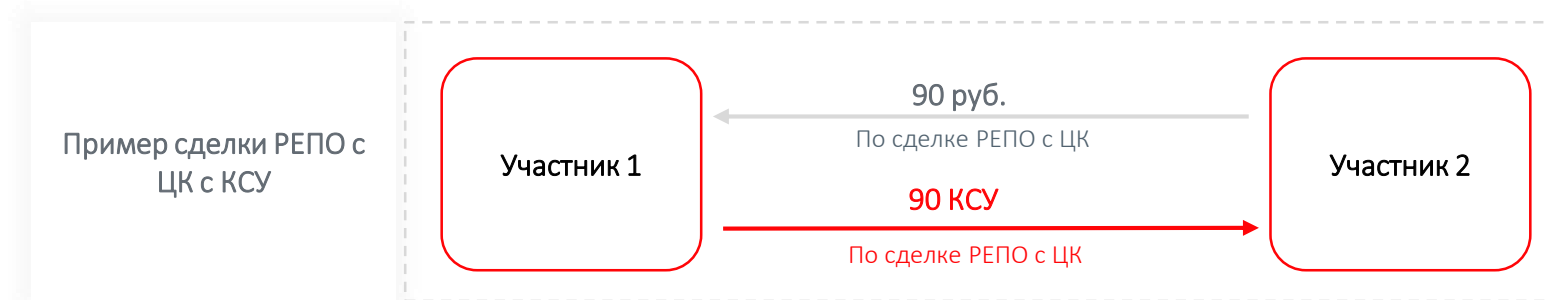 Пример сделки РЕПО с
ЦК с КСУ
Участник 1
90 руб.
По сделке РЕПО с ЦК
90 КСУ
По сделке РЕПО с ЦК
Участник 2